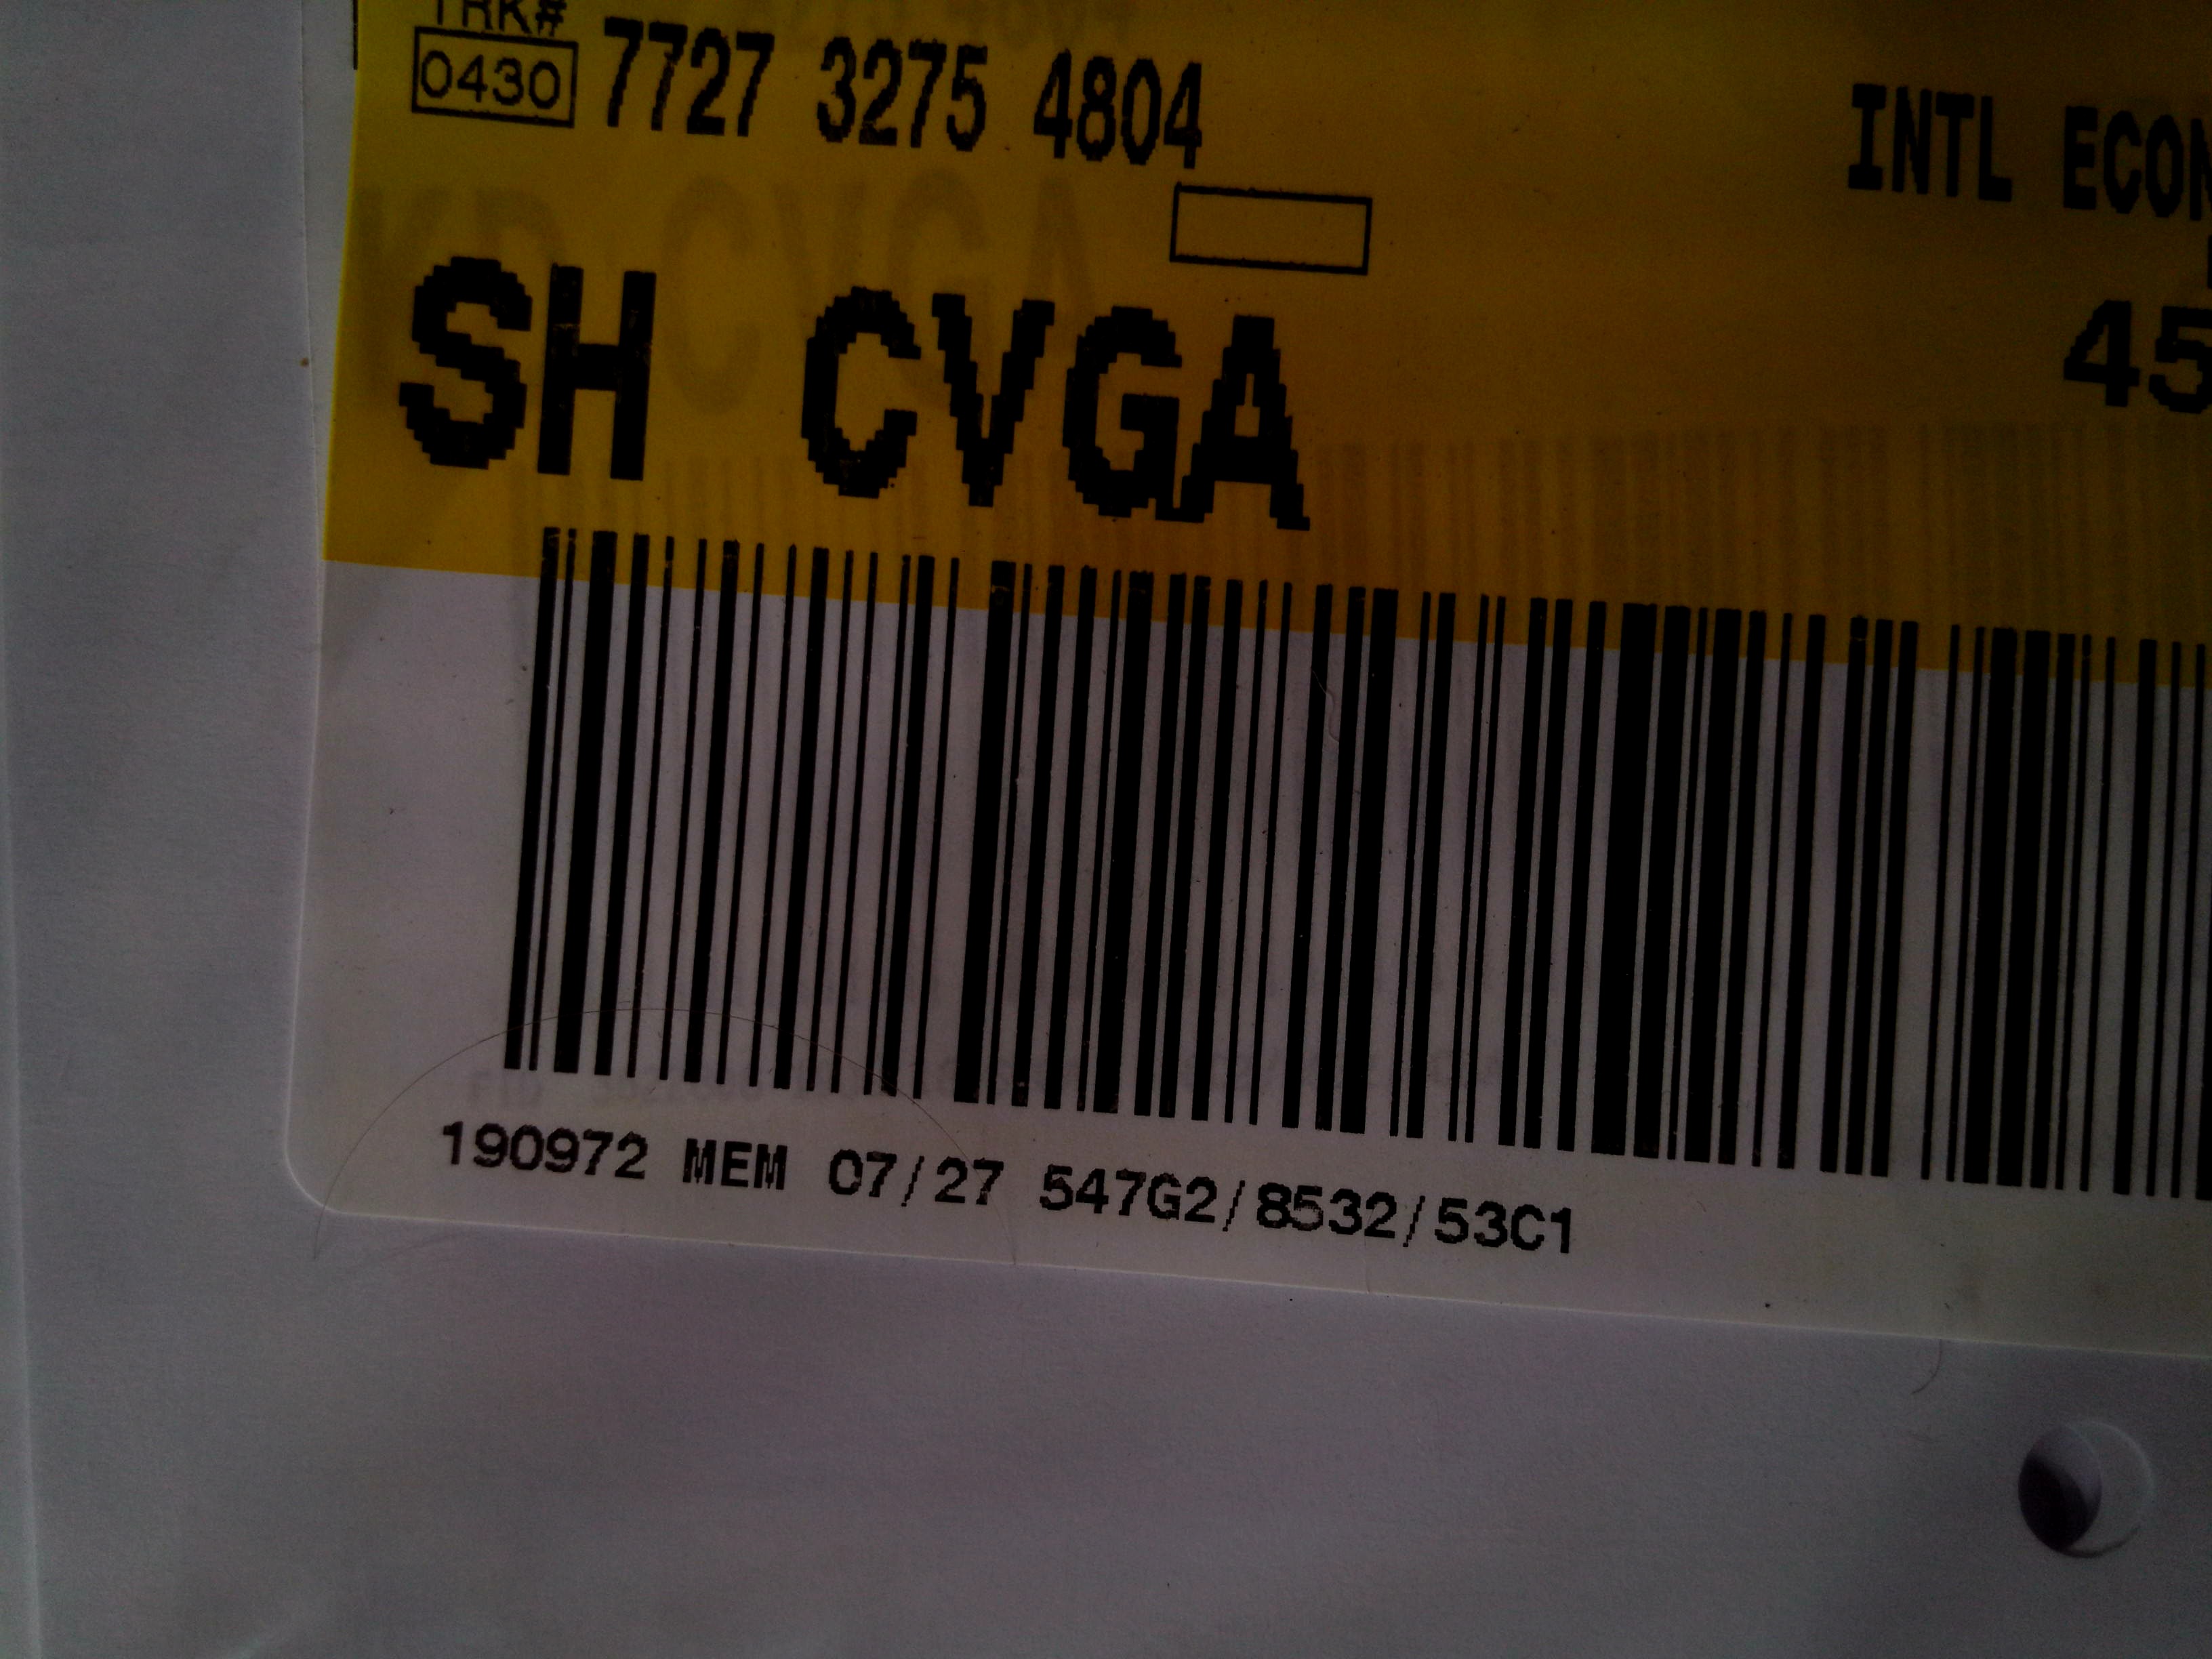 TRK#
0430 7727 3275 4804
INTL ECON
SH CVGA
45
190972 MEM 07/27 547G2/8532/53C1